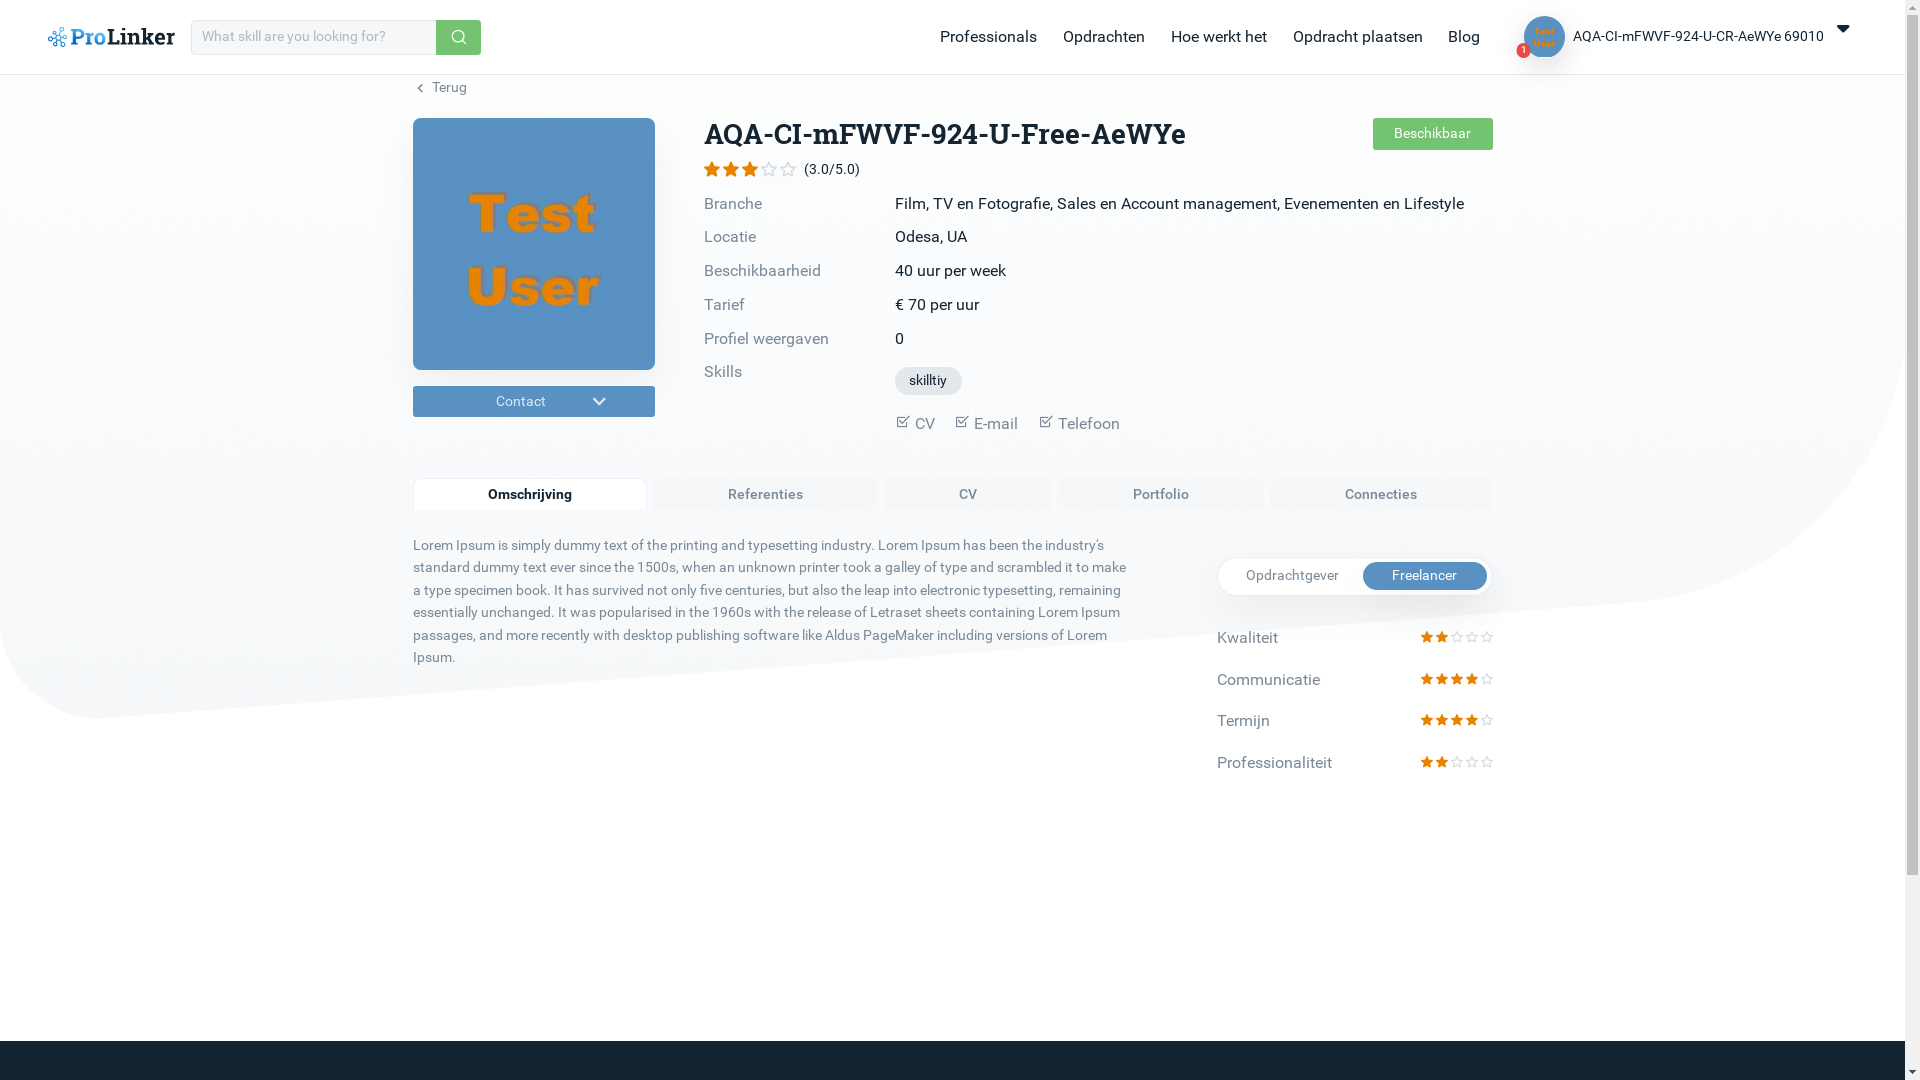 ProLinker
What skill are you looking for?
Professionals
Opdrachten
Hoe werkt het
Opdracht plaatsen
Blog
Test
User
1
AQA-CI-mFWVF-924-U-CR-AeWYe 69010
Terug
Test
User
AQA-CI-mFWVF-924-U-Free-AeWYe
Beschikbaar
(3.0/5.0)
Branche
Film, TV en Fotografie, Sales en Account management, Evenementen en Lifestyle
Locatie
Odesa, UA
Beschikbaarheid
40 uur per week
Tarief
€ 70 per uur
Profiel weergaven
0
Skills
skilltiy
Contact
CV
E-mail
Telefoon
Omschrijving
Referenties
CV
Portfolio
Connecties
Lorem Ipsum is simply dummy text of the printing and typesetting industry. Lorem Ipsum has been the industry's
standard dummy text ever since the 1500s, when an unknown printer took a galley of type and scrambled it to make
a type specimen book. It has survived not only five centuries, but also the leap into electronic typesetting, remaining
essentially unchanged. It was popularised in the 1960s with the release of Letraset sheets containing Lorem Ipsum
passages, and more recently with desktop publishing software like Aldus PageMaker including versions of Lorem
Ipsum.
Opdrachtgever
Freelancer
Kwaliteit
Communicatie
Termijn
Professionaliteit